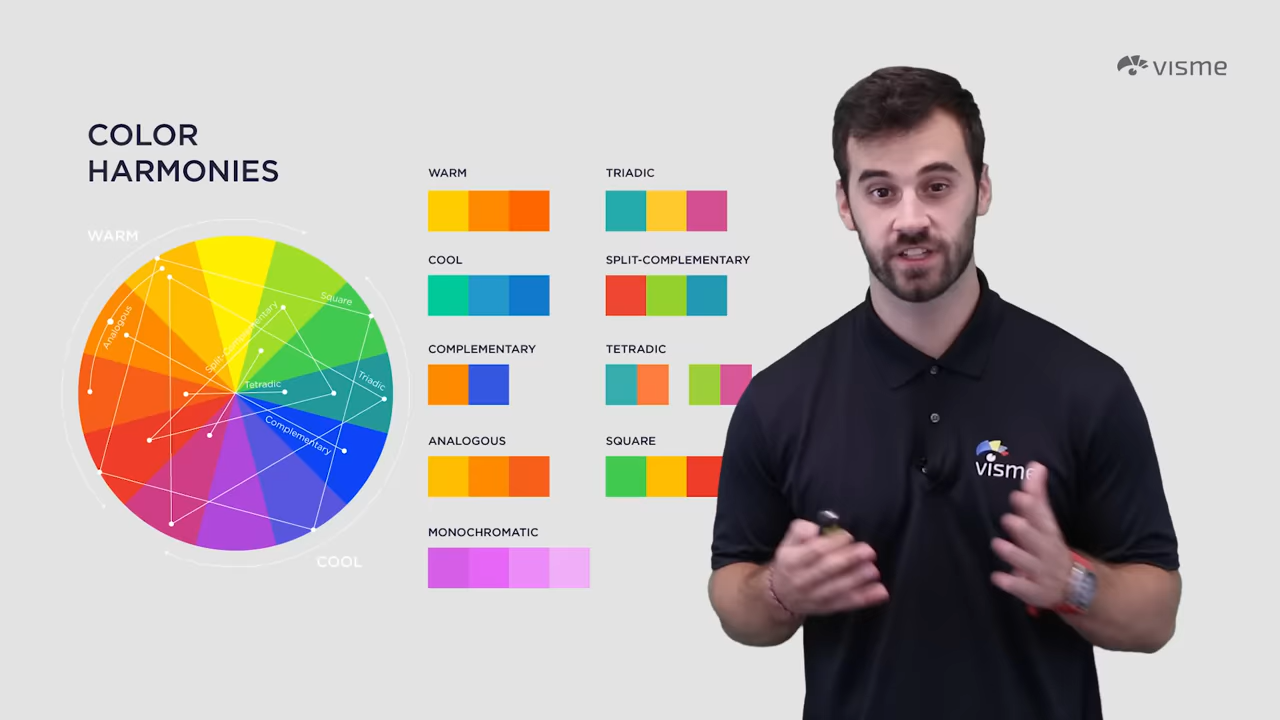 visme
COLOR
HARMONIES
WARM
Analogous
Split-Complementary
Square
Tetradic
Triadic
Complementary
COOL
WARM
TRIADIC
COOL
SPLIT-COMPLEMENTARY
COMPLEMENTARY
TETRADIC
ANALOGOUS
SQUARE
MONOCHROMATIC
visme